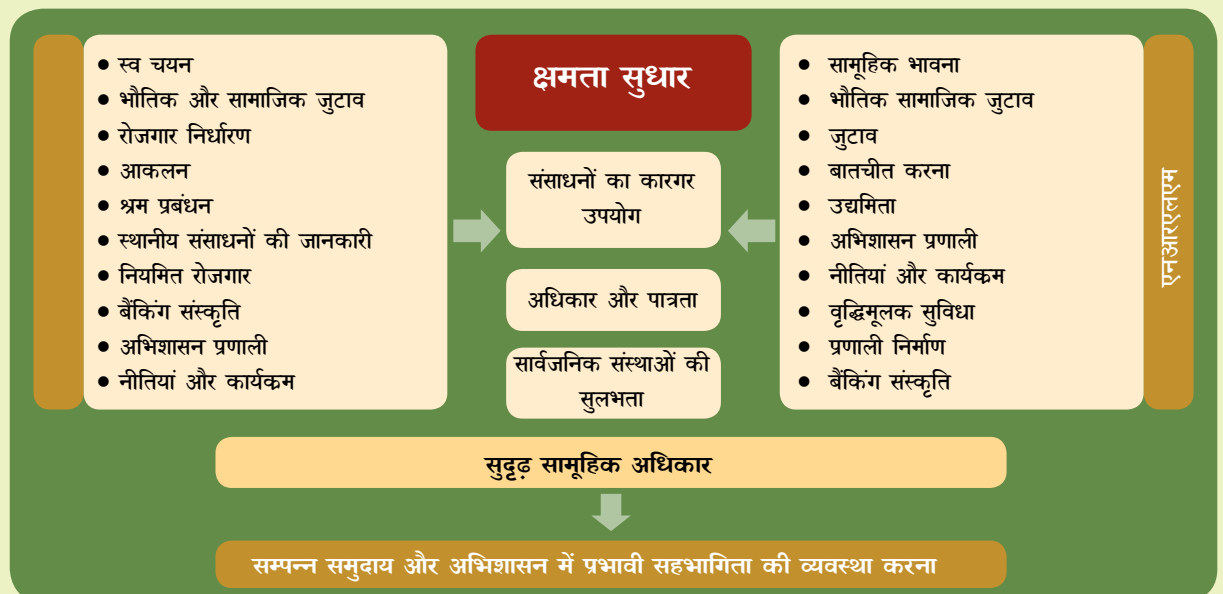 स्व चयन
भौतिक और सामाजिक जुटाव
रोजगार निर्धारण
आकलन
श्रम प्रबंधन
स्थानीय संसाधनों की जानकारी
नियमित रोजगार
बैंकिंग संस्कृति
अभिशासन प्रणाली
नीतियां और कार्यक्रम
क्षमता सुधार
संसाधनों का कारगर
उपयोग
अधिकार और पात्रता
सार्वजनिक संस्थाओं की
सुलभता
सामूहिक भावना
भौतिक सामाजिक जुटाव
जुटाव
बातचीत करना
उद्यमिता
अभिशासन प्रणाली
नीतियां और कार्यक्रम
वृद्धिमूलक सुविधा
प्रणाली निर्माण
बैंकिंग संस्कृति
एनआरएलएम
सुदृढ़ सामूहिक अधिकार
सम्पन्न समुदाय और अभिशासन में प्रभावी सहभागिता की व्यवस्था करना